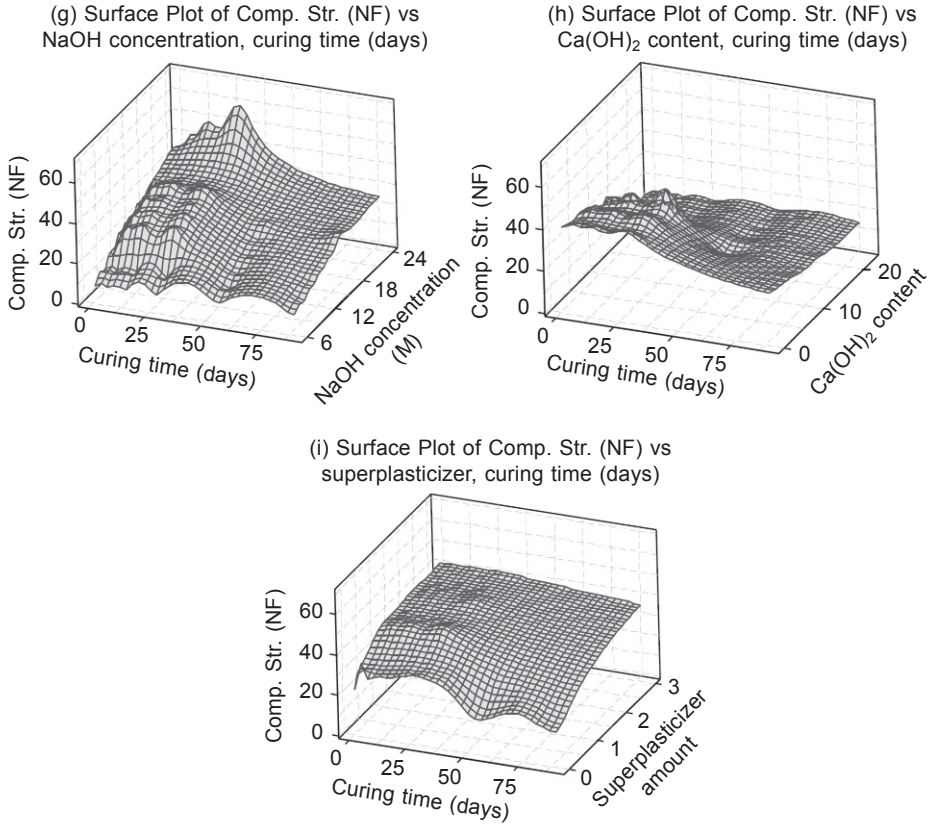 (g) Surface Plot of Comp. Str. (NF) vs
NaOH concentration, curing time (days)
Comp. Str. (NF)
60
40
20
0
0
25
50
75
Curing time (days)
6
12
18
24
NaOH concentration
(M)
(h) Surface Plot of Comp. Str. (NF) vs
Ca(OH)₂ content, curing time (days)
Comp. Str. (NF)
60
40
20
0
0
25
50
75
Curing time (days)
0
10
20
Ca(OH)₂ content
(i) Surface Plot of Comp. Str. (NF) vs
superplasticizer, curing time (days)
Comp. Str. (NF)
60
40
20
0
0
25
50
75
Curing time (days)
0
1
2
3
Superplasticizer
amount